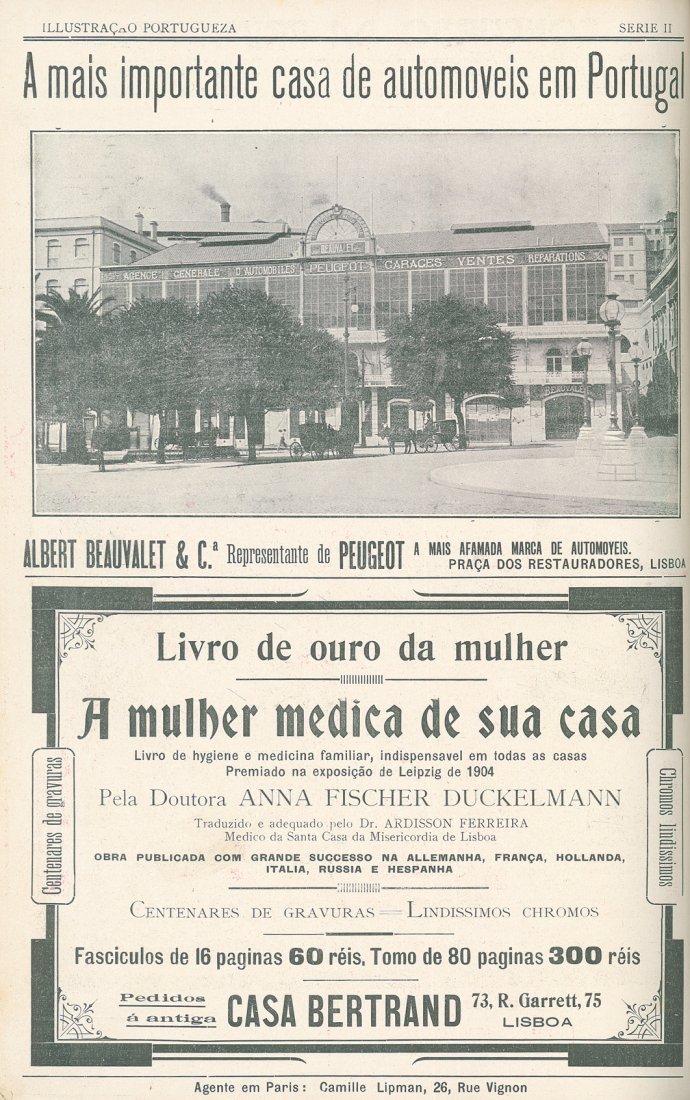 ILLUSTRAÇÃO PORTUGUEZA SERIE II
A mais importante casa de automoveis em Portugal
BEAUVALET
AGENCE GENERALE D'AUTOMOBILES PEUGEOT GARAGES VENTES REPARATIONS
BEAUVALET
ALBERT BEAUVALET & C.ª Representante de PEUGEOT A MAIS AFAMADA MARCA DE AUTOMOVEIS.
PRAÇA DOS RESTAURADORES, LISBOA
Livro de ouro da mulher
A mulher medica de sua casa
Livro de hygiene e medicina familiar, indispensavel em todas as casas
Premiado na exposição de Leipzig de 1904
Pela Doutora ANNA FISCHER DUCKELMANN
Traduzido e adequado pelo Dr. ARDISSON FERREIRA
Medico da Santa Casa da Misericordia de Lisboa
OBRA PUBLICADA COM GRANDE SUCCESSO NA ALLEMANHA, FRANÇA, HOLLANDA,
ITALIA, RUSSIA E HESPANHA
Centenares de gravuras
Chromos lindissimos
CENTENARES DE GRAVURAS = LINDISSIMOS CHROMOS
Fasciculos de 16 paginas 60 réis, Tomo de 80 paginas 300 réis
Pedidos
á antiga CASA BERTRAND 73, R. Garrett, 75
LISBOA
Agente em Paris: Camille Lipman, 26, Rue Vignon